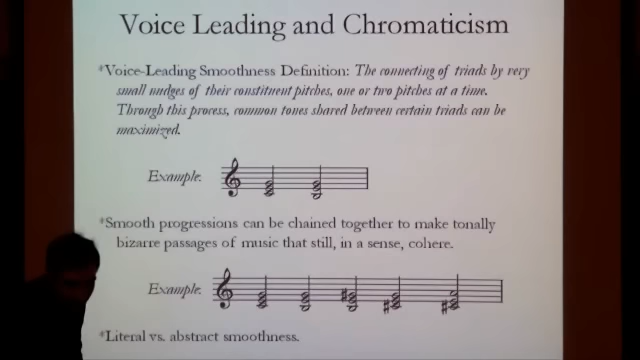 Voice Leading and Chromaticism
*Voice-Leading Smoothness Definition: The connecting of triads by very
small nudges of their constituent pitches, one or two pitches at a time.
Through this process, common tones shared between certain triads can be
maximized.
Example:
*Smooth progressions can be chained together to make tonally
bizarre passages of music that still, in a sense, cohere.
Example:
*Literal vs. abstract smoothness.